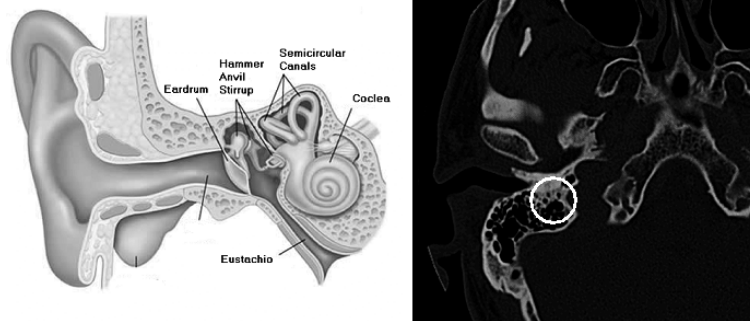 Semicircular
Canals
Hammer
Anvil
Stirrup
Eardrum
Coclea
Eustachio